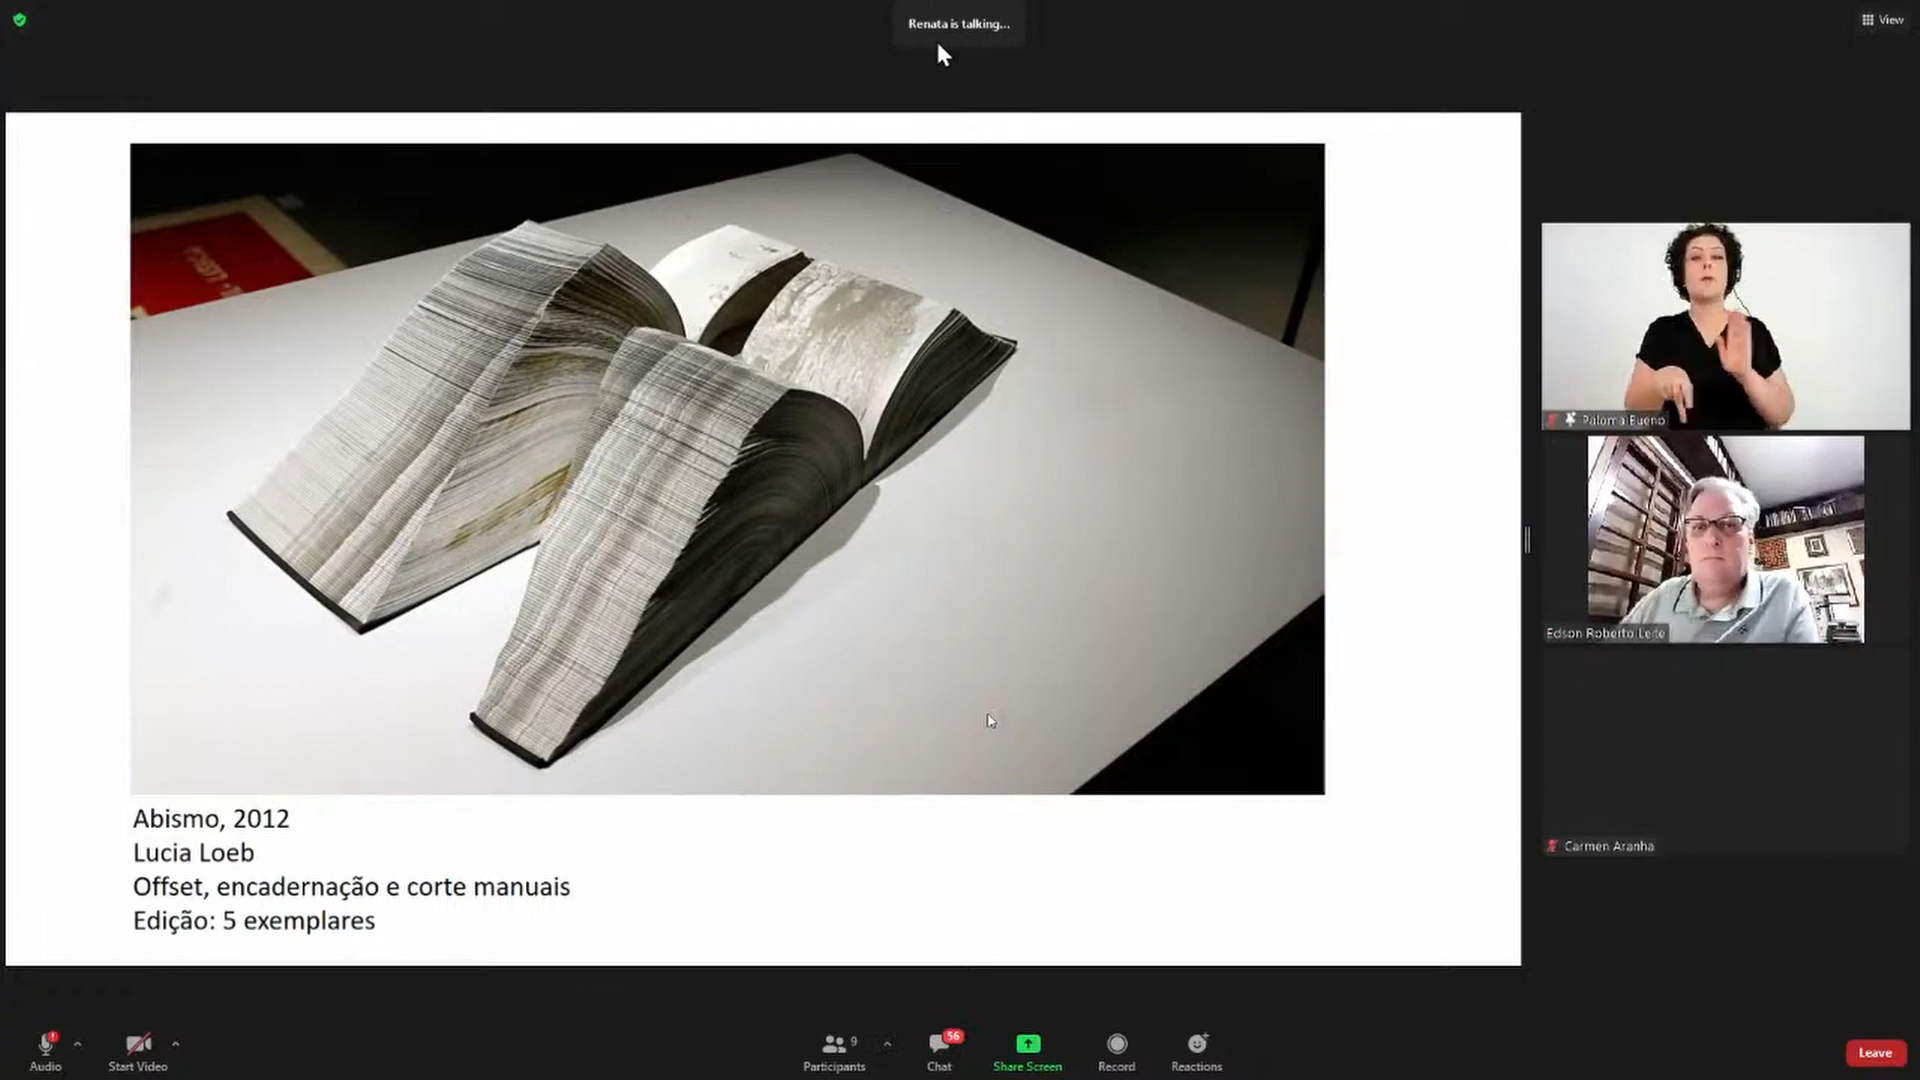 Renata is talking...
View
Abismo, 2012
Lucia Loeb
Offset, encadernação e corte manuais
Edição: 5 exemplares
Paloma Bueno
Edson Roberto Leite
Carmen Aranha
Audio
Start Video
9
Participants
56
Chat
Share Screen
Record
Reactions
Leave